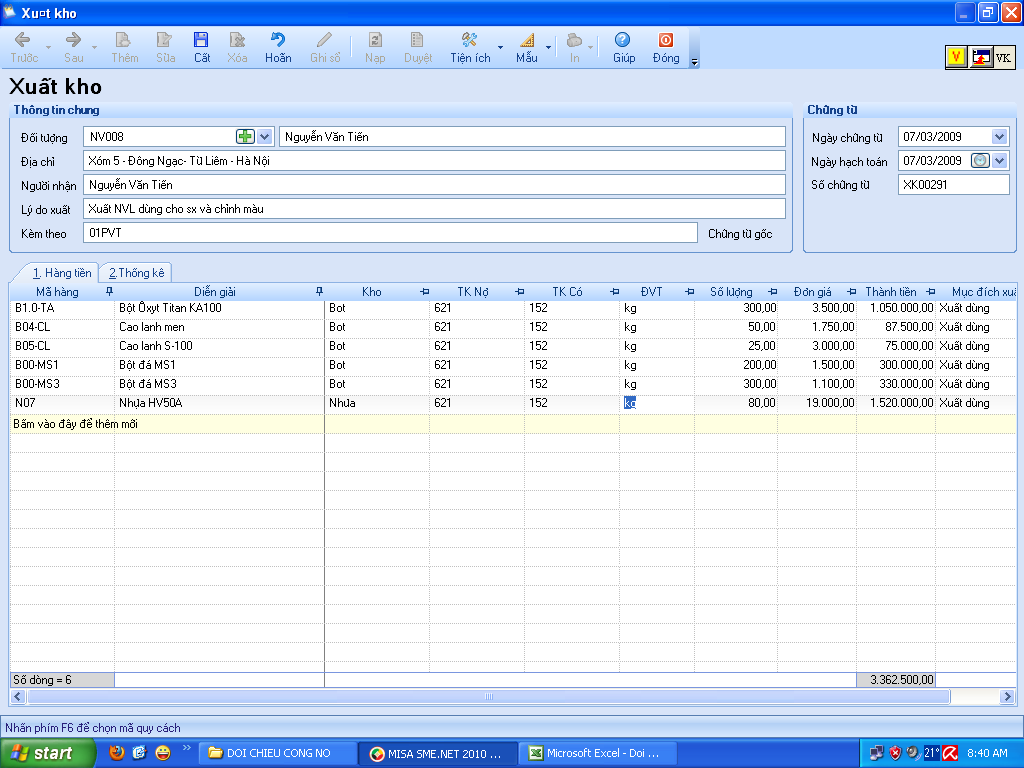 Xu¤t kho
Trước Sau Thêm Sửa Cất Xóa Hoãn Ghi sổ Nạp Duyệt Tiện ích Mẫu In Giúp Đóng
V VK
Xuất kho
Thông tin chung
Đối tượng NV008 Nguyễn Văn Tiến
Địa chỉ Xóm 5 - Đông Ngạc- Từ Liêm - Hà Nội
Người nhận Nguyễn Văn Tiến
Lý do xuất Xuất NVL dùng cho sx và chỉnh màu
Kèm theo 01PVT Chứng từ gốc
Chứng từ
Ngày chứng từ 07/03/2009
Ngày hạch toán 07/03/2009
Số chứng từ XK00291
1. Hàng tiền 2.Thống kê
Mã hàng Diễn giải Kho TK Nợ TK Có ĐVT Số lượng Đơn giá Thành tiền Mục đích xuấ
B1.0-TA Bột Ôxyt Titan KA100 Bot 621 152 kg 300,00 3.500,00 1.050.000,00 Xuất dùng
B04-CL Cao lanh men Bot 621 152 kg 50,00 1.750,00 87.500,00 Xuất dùng
B05-CL Cao lanh S-100 Bot 621 152 kg 25,00 3.000,00 75.000,00 Xuất dùng
B00-MS1 Bột đá MS1 Bot 621 152 kg 200,00 1.500,00 300.000,00 Xuất dùng
B00-MS3 Bột đá MS3 Bot 621 152 kg 300,00 1.100,00 330.000,00 Xuất dùng
N07 Nhựa HV50A Nhua 621 152 kg 80,00 19.000,00 1.520.000,00 Xuất dùng
Bấm vào đây để thêm mới
Số dòng = 6 3.362.500,00
Nhấn phím F6 để chọn mã quy cách
start DOI CHIEU CONG NO MISA SME.NET 2010 ... Microsoft Excel - Doi ... 21° 8:40 AM